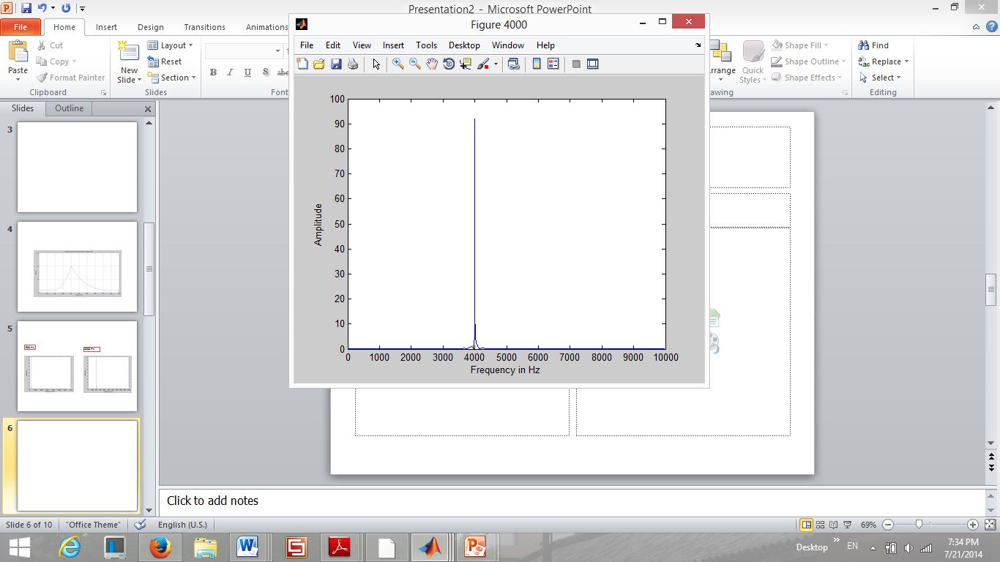 Presentation2 - Microsoft PowerPoint
File Home Insert Design Transitions Animations
Paste
Cut
Copy
Format Painter
Clipboard
New Slide
Layout
Reset
Section
Slides
B I U S abc
Font
Arrange
Quick Styles
Shape Fill
Shape Outline
Shape Effects
Find
Replace
Select
Editing
Figure 4000
File Edit View Insert Tools Desktop Window Help
100
90
80
70
60
50
40
30
20
10
0
Amplitude
0 1000 2000 3000 4000 5000 6000 7000 8000 9000 10000
Frequency in Hz
Slides Outline
3
4
5
6
Click to add notes
Slide 6 of 10 "Office Theme" English (U.S.) 69%
Desktop EN 7:34 PM
7/21/2014